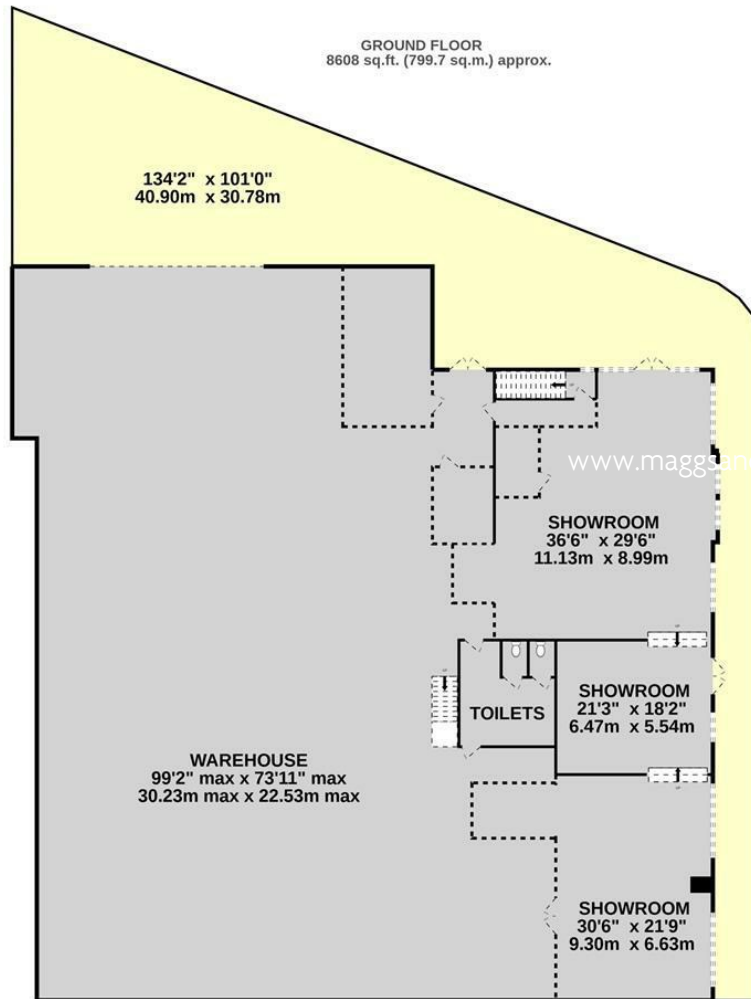 GROUND FLOOR
8608 sq.ft. (799.7 sq.m.) approx.
134'2" x 101'0"
40.90m x 30.78m
SHOWROOM
36'6" x 29'6"
11.13m x 8.99m
SHOWROOM
21'3" x 18'2"
6.47m x 5.54m
TOILETS
WAREHOUSE
99'2" max x 73'11" max
30.23m max x 22.53m max
SHOWROOM
30'6" x 21'9"
9.30m x 6.63m